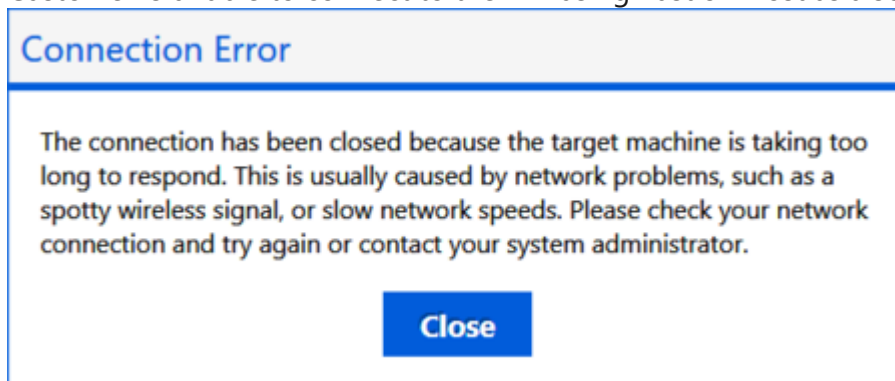 Connection Error
The connection has been closed because the target machine is taking too
long to respond. This is usually caused by network problems, such as a
spotty wireless signal, or slow network speeds. Please check your network
connection and try again or contact your system administrator.
Close